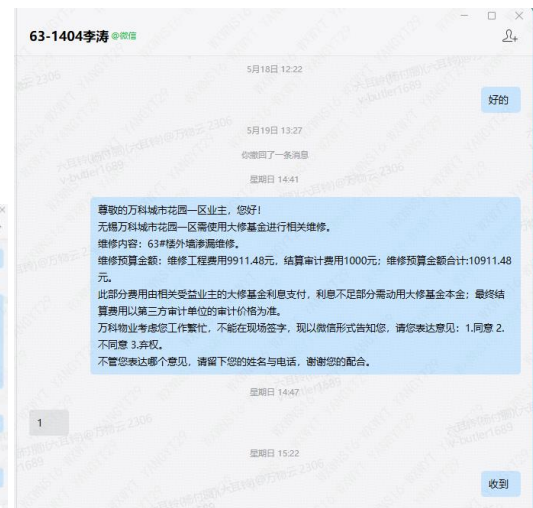 63-1404李涛 @微信
5月18日 12:22
好的
5月19日 13:27
你撤回了一条消息
星期日 14:41
尊敬的万科城市花园一区业主，您好！
无锡万科城市花园一区需使用大修基金进行相关维修。
维修内容：63#楼外墙渗漏维修。
维修预算金额：维修工程费用9911.48元，结算审计费用1000元；维修预算金额合计:10911.48
元。
此部分费用由相关受益业主的大修基金利息支付，利息不足部分需动用大修基金本金；最终结
算费用以第三方审计单位的审计价格为准。
万科物业考虑您工作繁忙，不能在现场签字，现以微信形式告知您，请您表达意见：1.同意 2.
不同意 3.弃权。
不管您表达哪个意见，请留下您的姓名与电话，谢谢您的配合。
星期日 14:47
1
星期日 15:22
收到